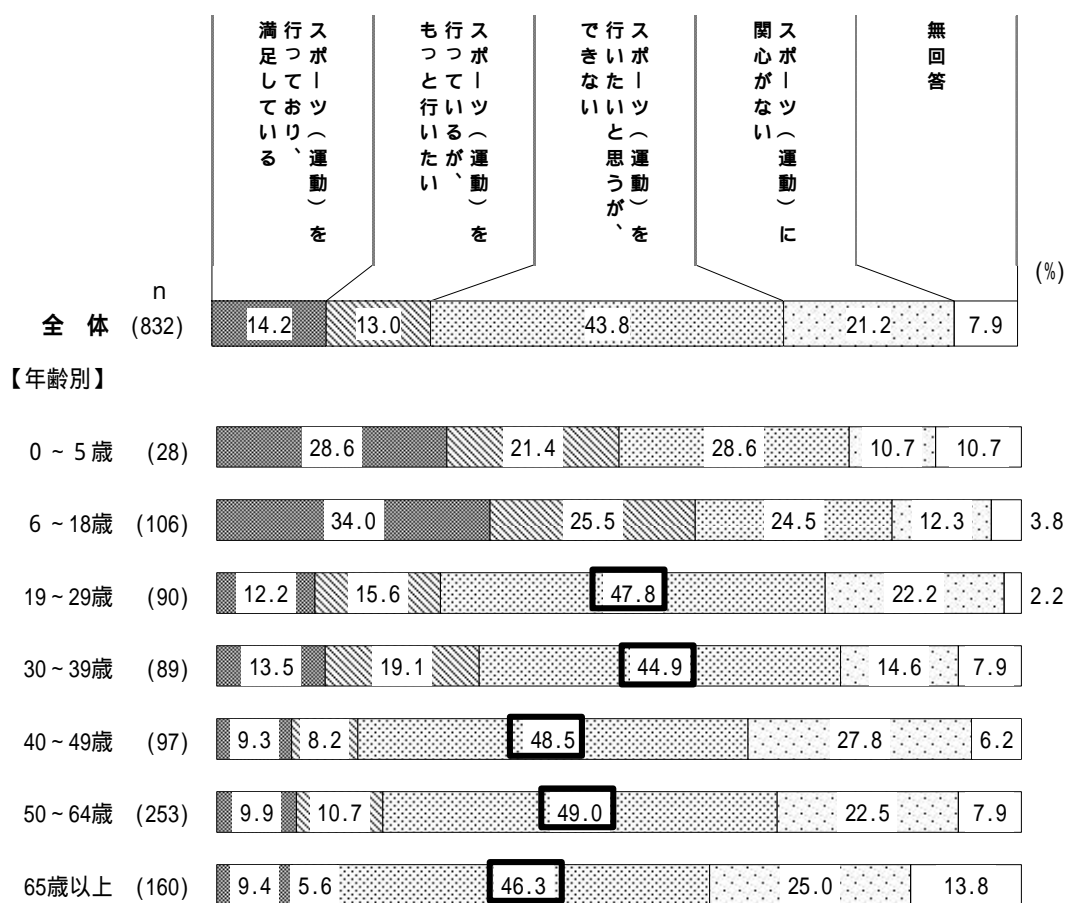 スポーツ（運動）を
行っており、
満足している
スポーツ（運動）を
行っているが、
もっと行いたい
スポーツ（運動）を
行いたいと思うが、
できない
スポーツ（運動）に
関心がない
無回答
(%)
n
全 体 (832) 14.2 13.0 43.8 21.2 7.9
【年齢別】
0～5歳 (28) 28.6 21.4 28.6 10.7 10.7
6～18歳 (106) 34.0 25.5 24.5 12.3 3.8
19～29歳 (90) 12.2 15.6 47.8 22.2 2.2
30～39歳 (89) 13.5 19.1 44.9 14.6 7.9
40～49歳 (97) 9.3 8.2 48.5 27.8 6.2
50～64歳 (253) 9.9 10.7 49.0 22.5 7.9
65歳以上 (160) 9.4 5.6 46.3 25.0 13.8